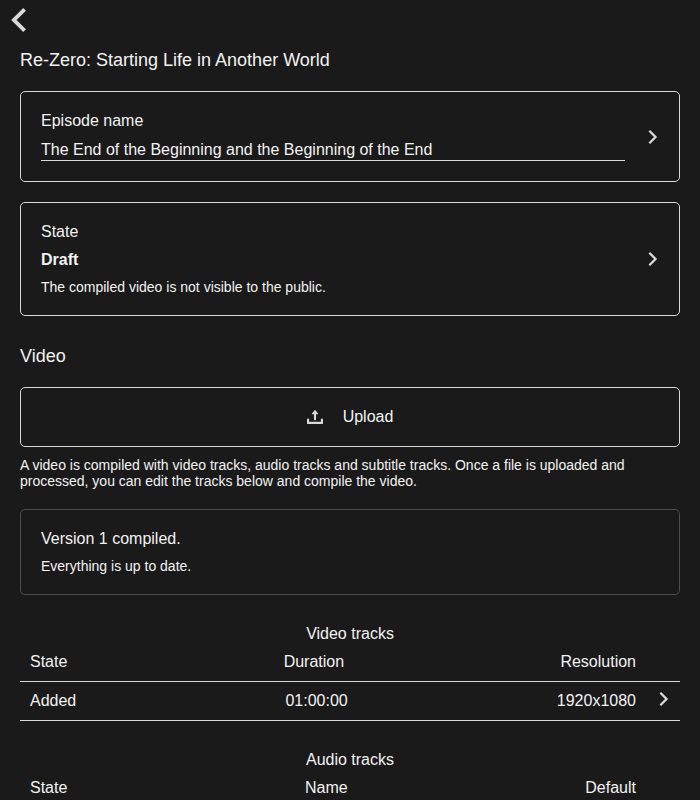 Re-Zero: Starting Life in Another World
Episode name
The End of the Beginning and the Beginning of the End
State
Draft
The compiled video is not visible to the public.
Video
Upload
A video is compiled with video tracks, audio tracks and subtitle tracks. Once a file is uploaded and
processed, you can edit the tracks below and compile the video.
Version 1 compiled.
Everything is up to date.
Video tracks
State Duration Resolution
Added 01:00:00 1920x1080
Audio tracks
State Name Default